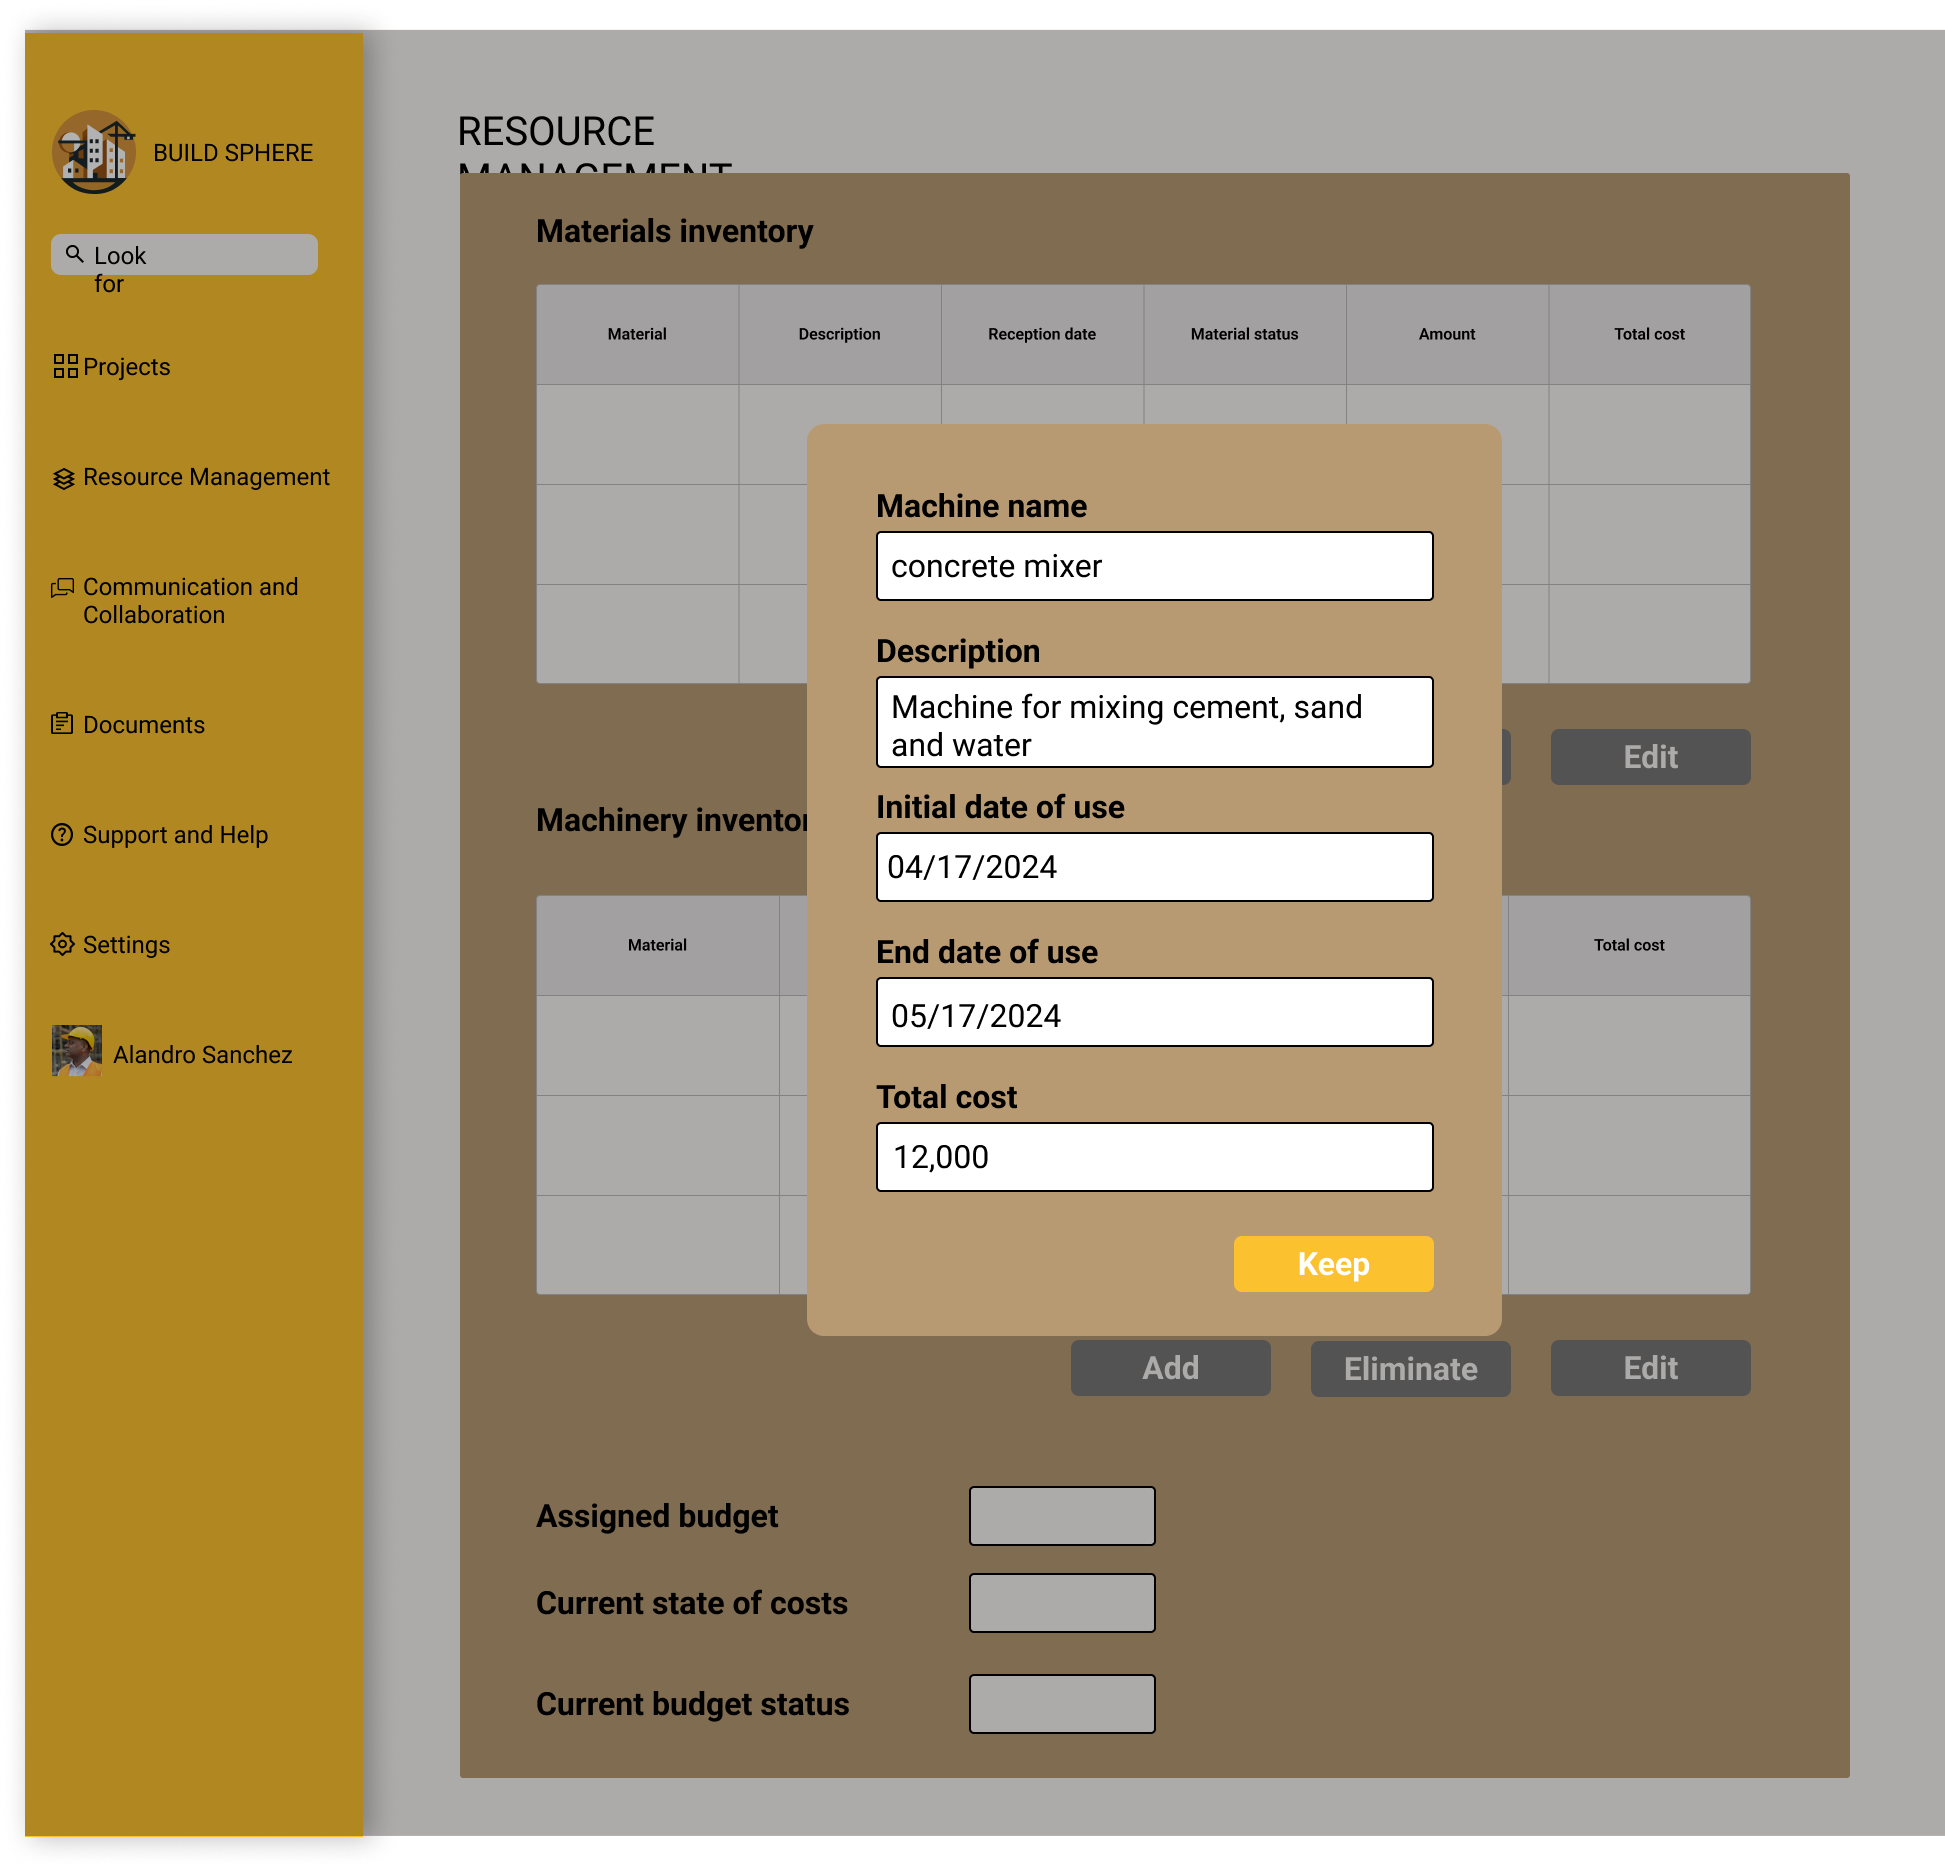 BUILD SPHERE
Look
for
Projects
Resource Management
Communication and
Collaboration
Documents
Support and Help
Settings
Alandro Sanchez
RESOURCE
MANAGEMENT
Materials inventory
Material Description Reception date Material status Amount Total cost
Edit
Machinery
Material Total cost
Machine name
concrete mixer
Description
Machine for mixing cement, sand
and water
Initial date of use
04/17/2024
End date of use
05/17/2024
Total cost
12,000
Keep
Add Eliminate Edit
Assigned budget
Current state of costs
Current budget status